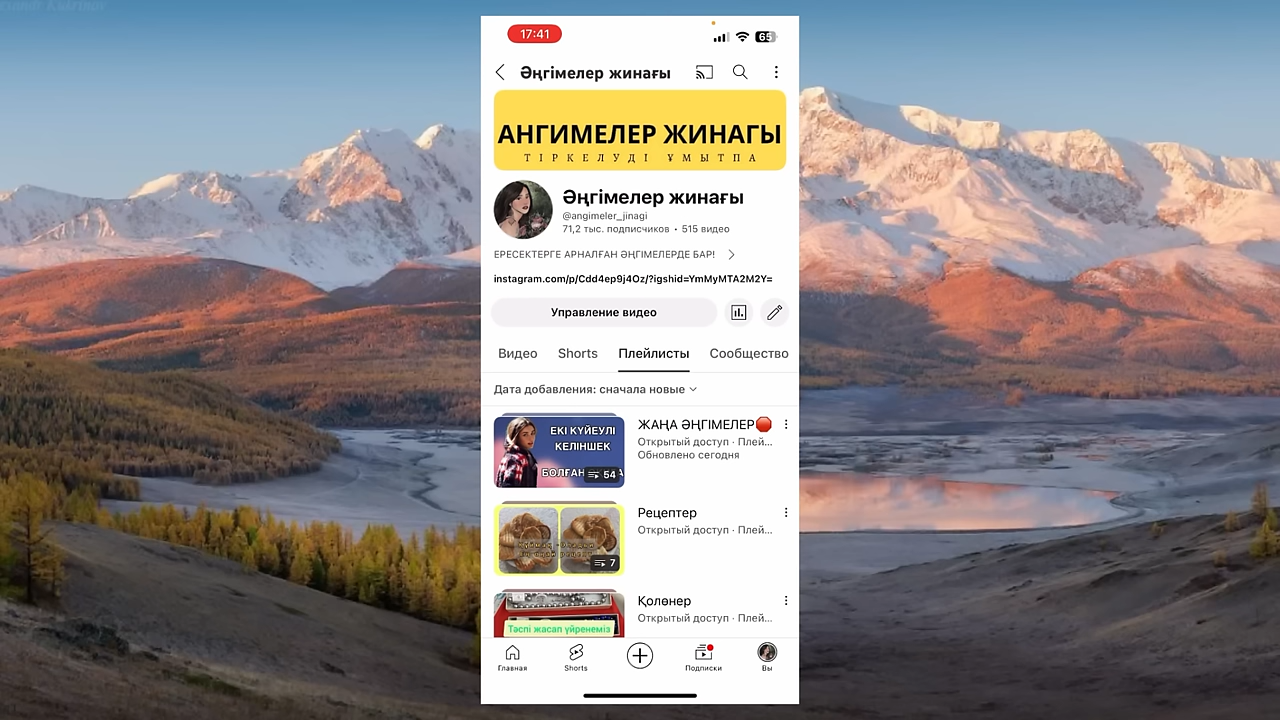 17:41
65
Әңгімелер жинағы
АНГИМЕЛЕР ЖИНАГЫ
ТІРКЕЛУДІ ҰМЫТПА
Әңгімелер жинағы
@angimeler_jinagi
71,2 тыс. подписчиков • 515 видео
ЕРЕСЕКТЕРГЕ АРНАЛҒАН ӘҢГІМЕЛЕРДЕ БАР!
instagram.com/p/Cdd4ep9j4Oz/?igshid=YmMyMTA2M2Y=
Управление видео
Видео Shorts Плейлисты Сообщество
Дата добавления: сначала новые
ЕКІ КҮЙЕУЛІ
КЕЛІНШЕК
54
ЖАҢА ӘҢГІМЕЛЕР🛑
Открытый доступ · Плей...
Обновлено сегодня
7
Рецептер
Открытый доступ · Плей...
Тәспі жасап үйренеміз
Қолөнер
Открытый доступ · Плей...
Главная Shorts Подписки Вы